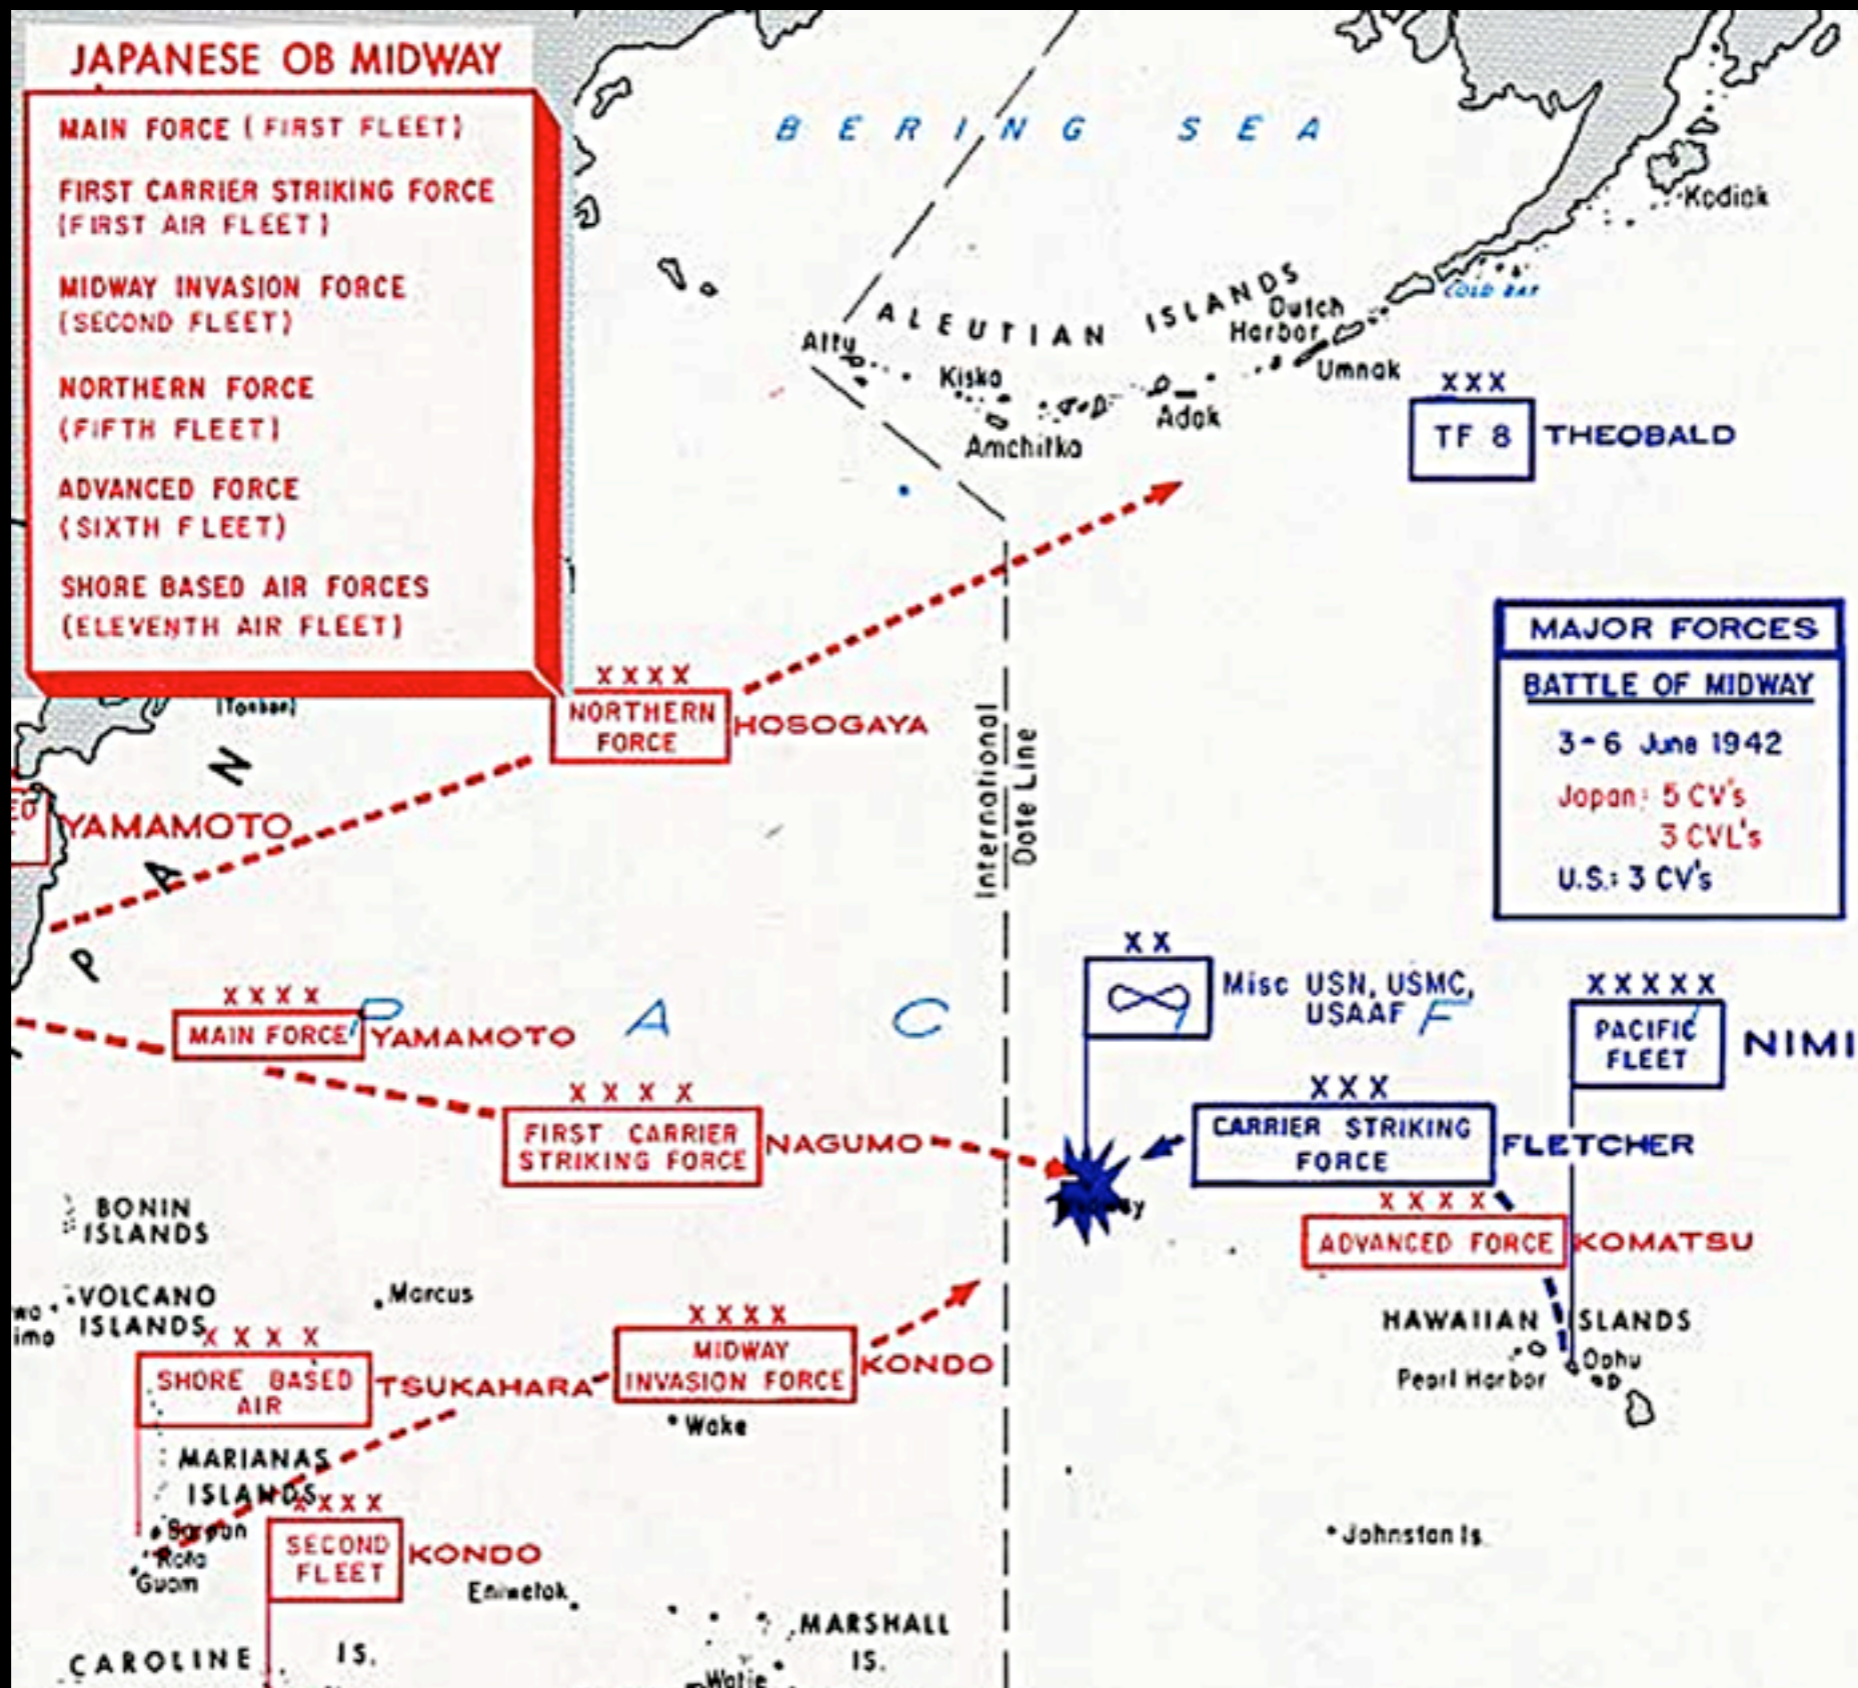 JAPANESE OB MIDWAY
MAIN FORCE (FIRST FLEET)
FIRST CARRIER STRIKING FORCE
(FIRST AIR FLEET)
MIDWAY INVASION FORCE
(SECOND FLEET)
NORTHERN FORCE
(FIFTH FLEET)
ADVANCED FORCE
(SIXTH FLEET)
SHORE BASED AIR FORCES
(ELEVENTH AIR FLEET)
BERING SEA
Kodiak
COLD BAY
ALEUTIAN ISLANDS
Dutch
Harbor
Umnak
Attu
Kiska
Adak
Amchitka
XXX
TF 8
THEOBALD
MAJOR FORCES
BATTLE OF MIDWAY
3-6 June 1942
Japan: 5 CV's
3 CVL's
U.S.: 3 CV's
XXXX
NORTHERN
FORCE
HOSOGAYA
International
Date Line
YAMAMOTO
P A N
XXXX
MAIN FORCE
YAMAMOTO
P A C F
XX
Misc USN, USMC,
USAAF
XXXXX
PACIFIC
FLEET
NIMI
XXXX
FIRST CARRIER
STRIKING FORCE
NAGUMO
XXX
CARRIER STRIKING
FORCE
FLETCHER
XXXX
ADVANCED FORCE
KOMATSU
BONIN
ISLANDS
VOLCANO
ISLANDS
Marcus
XXXX
SHORE BASED
AIR
TSUKAHARA
XXXX
MIDWAY
INVASION FORCE
KONDO
Wake
HAWAIIAN ISLANDS
Oahu
Pearl Harbor
MARIANAS
ISLANDS
Saipan
Rota
Guam
XXXX
SECOND
FLEET
KONDO
Eniwetok
Johnston Is.
MARSHALL
IS.
CAROLINE IS.